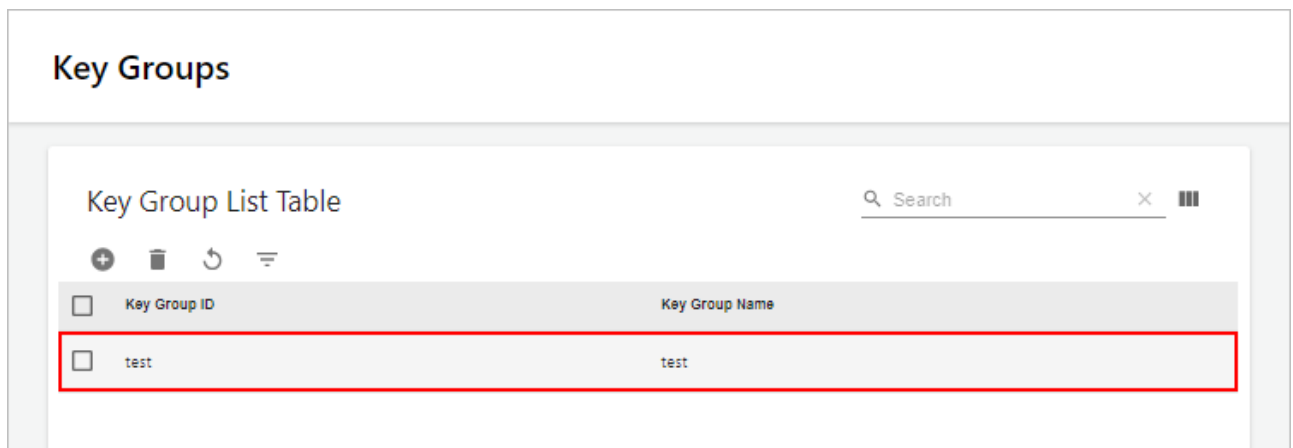 Key Groups
Key Group List Table
Search
Key Group ID Key Group Name
test test